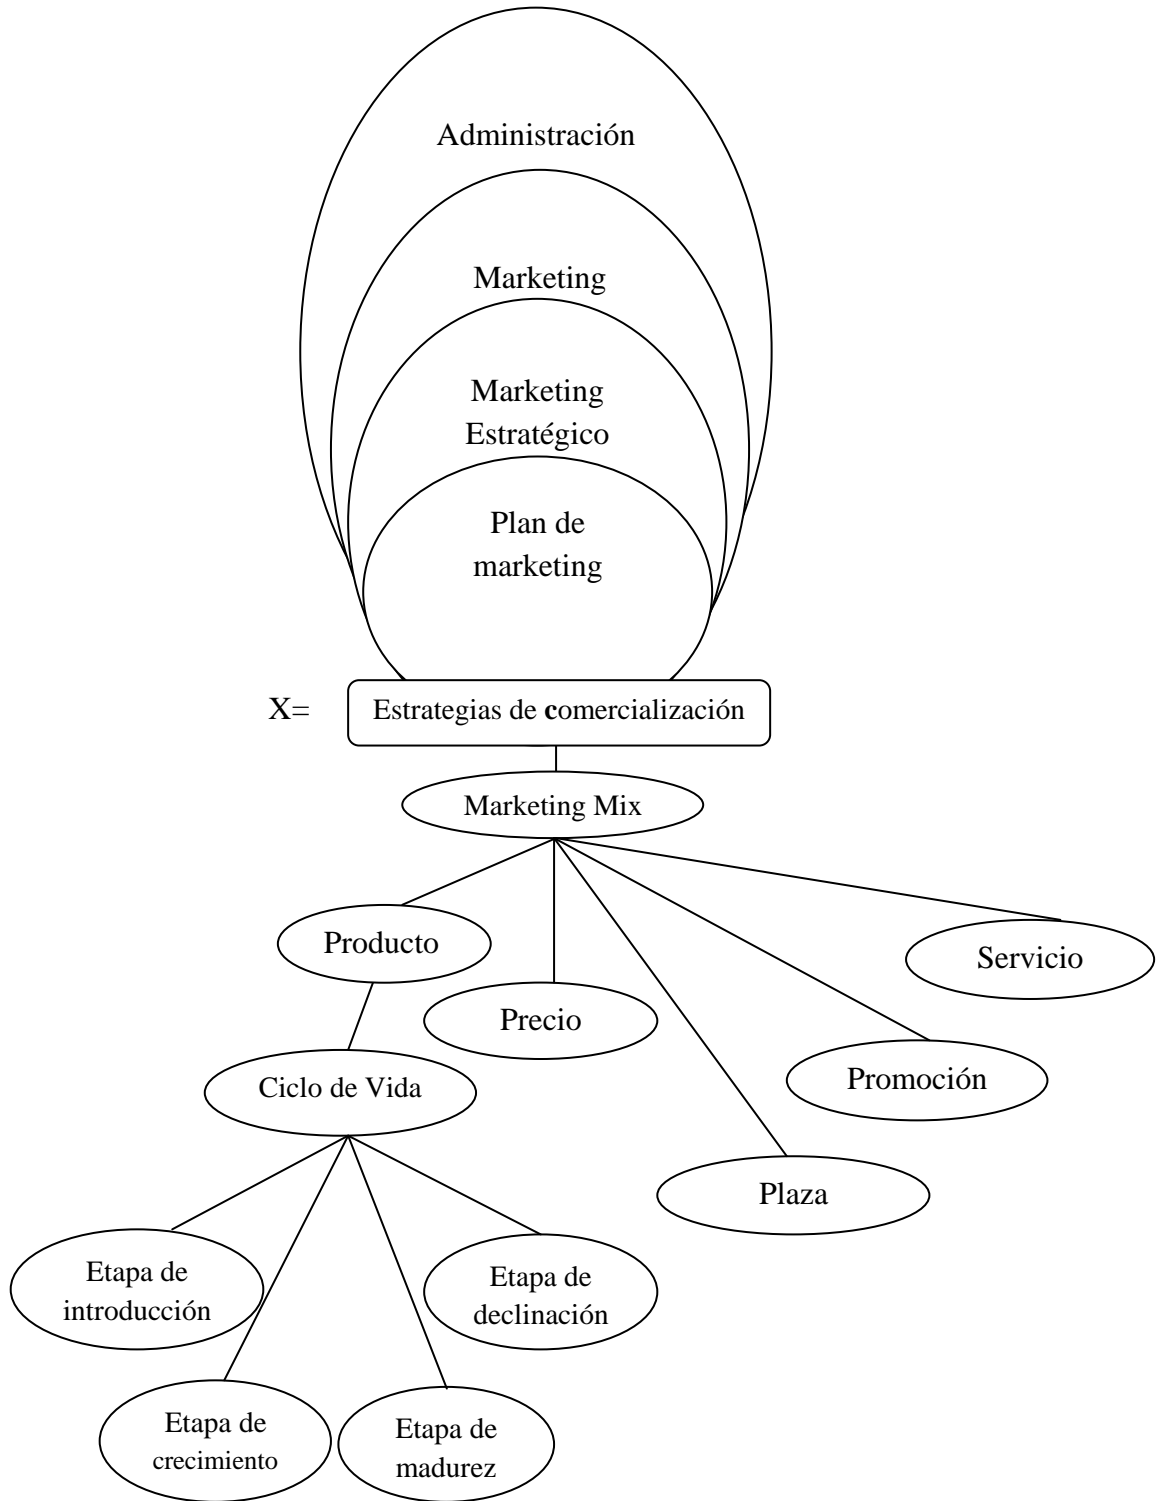 Administración
Marketing
Marketing
Estratégico
Plan de
marketing
X=
Estrategias de comercialización
Marketing Mix
Producto
Servicio
Precio
Promoción
Ciclo de Vida
Plaza
Etapa de
introducción
Etapa de
declinación
Etapa de
crecimiento
Etapa de
madurez